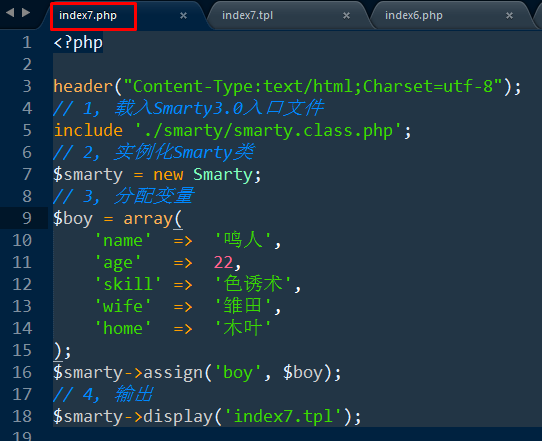 index7.php × index7.tpl × index6.php ×
1 <?php
2
3 header("Content-Type:text/html;Charset=utf-8");
4 // 1, 载入Smarty3.0入口文件
5 include './smarty/smarty.class.php';
6 // 2, 实例化Smarty类
7 $smarty = new Smarty;
8 // 3, 分配变量
9 $boy = array(
10 'name' => '鸣人',
11 'age' => 22,
12 'skill' => '色诱术',
13 'wife' => '雏田',
14 'home' => '木叶'
15 );
16 $smarty->assign('boy', $boy);
17 // 4, 输出
18 $smarty->display('index7.tpl');
19